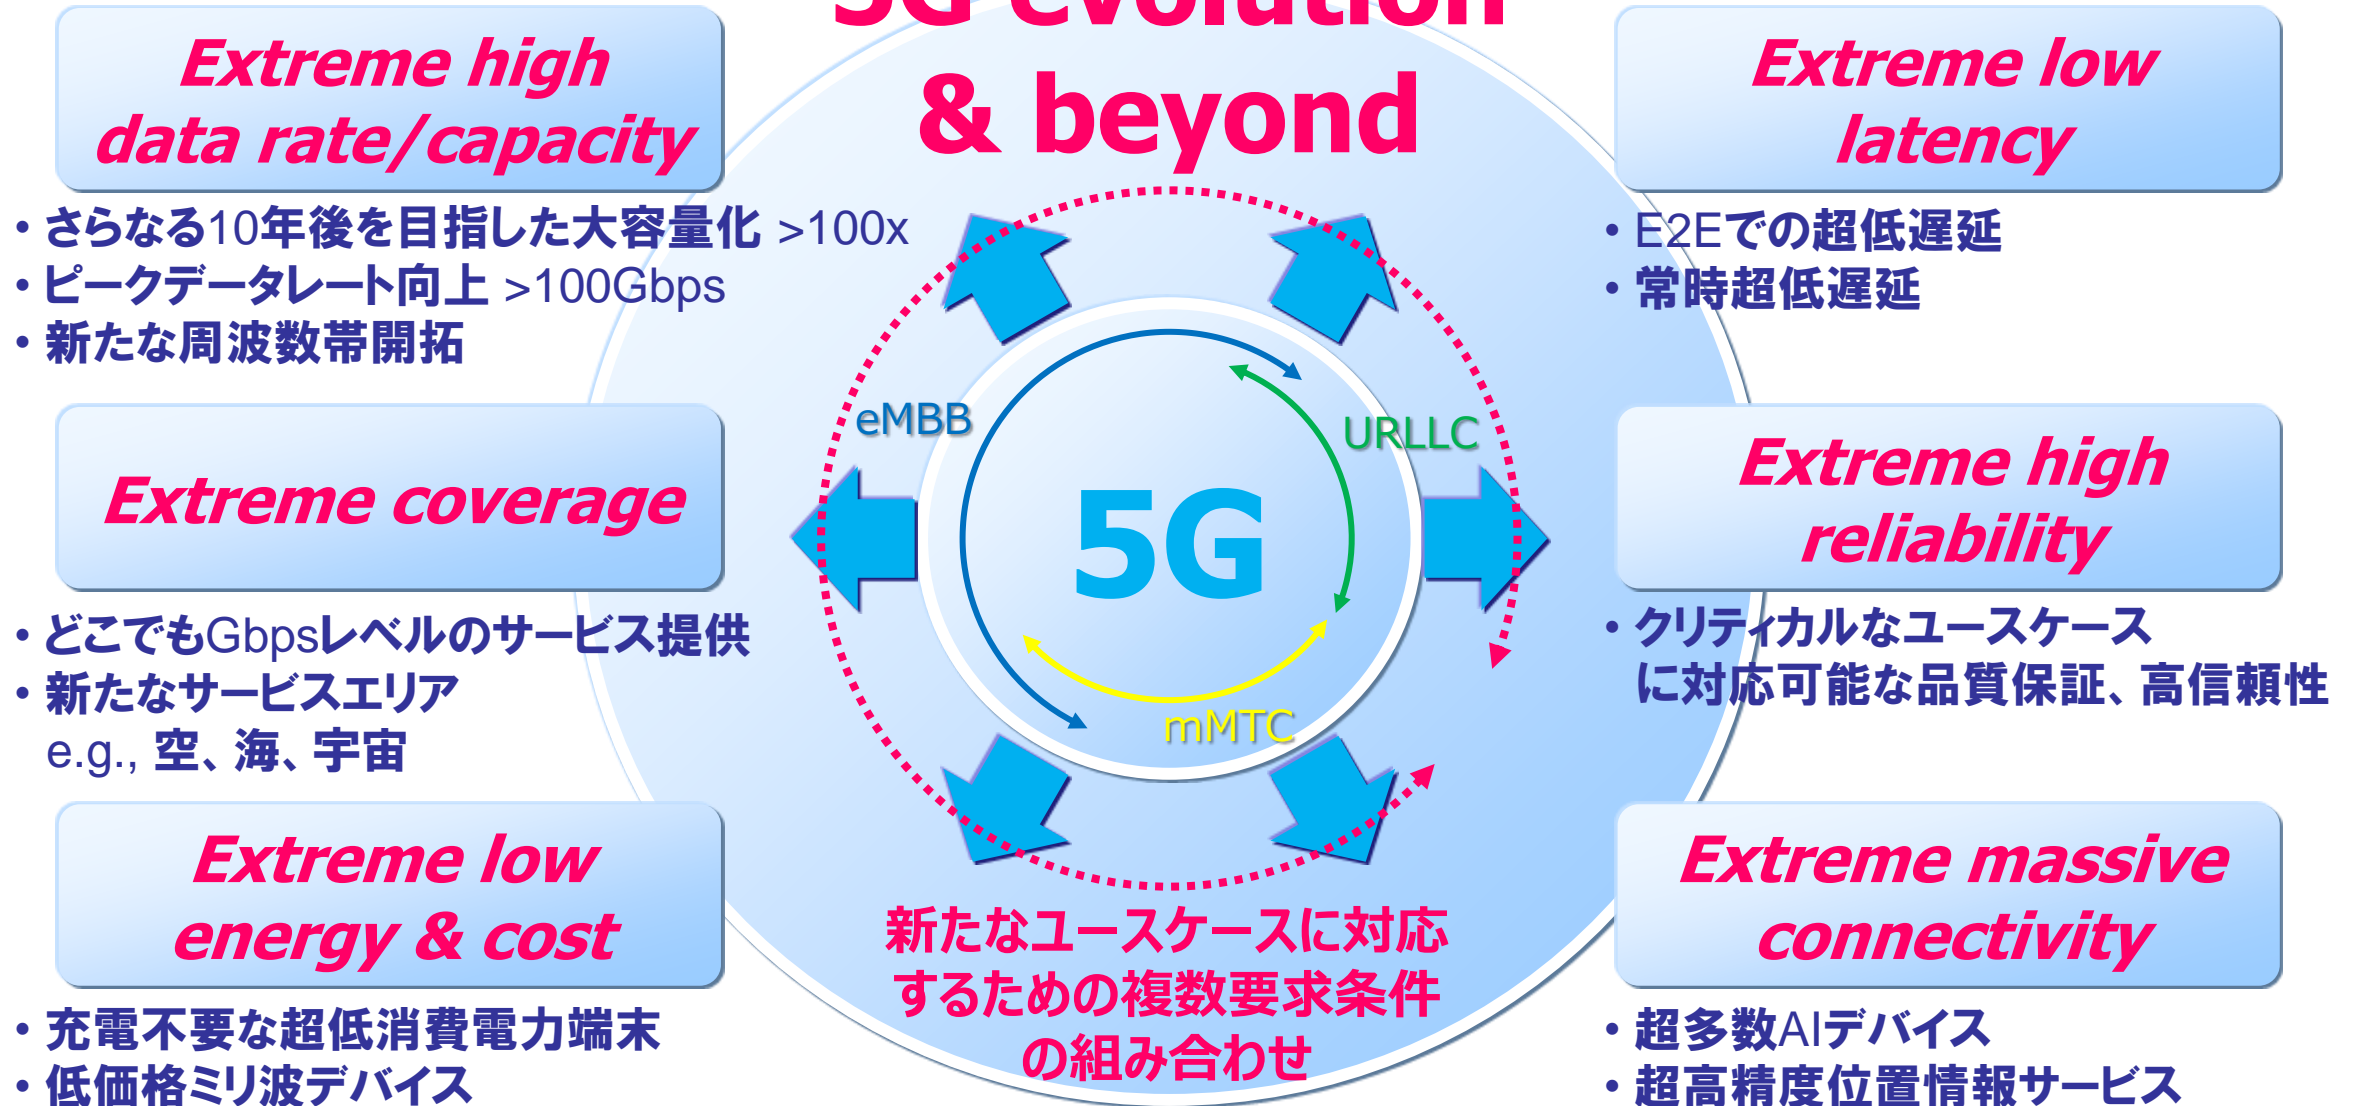 5G evolution
& beyond
Extreme high
data rate/capacity
・さらなる10年後を目指した大容量化 >100x
・ピークデータレート向上 >100Gbps
・新たな周波数帯開拓
Extreme coverage
・どこでもGbpsレベルのサービス提供
・新たなサービスエリア
e.g., 空、海、宇宙
Extreme low
energy & cost
・充電不要な超低消費電力端末
・低価格ミリ波デバイス
eMBB
URLLC
5G
mMTC
新たなユースケースに対応
するための複数要求条件
の組み合わせ
Extreme low
latency
・E2Eでの超低遅延
・常時超低遅延
Extreme high
reliability
・クリティカルなユースケース
に対応可能な品質保証、高信頼性
Extreme massive
connectivity
・超多数AIデバイス
・超高精度位置情報サービス